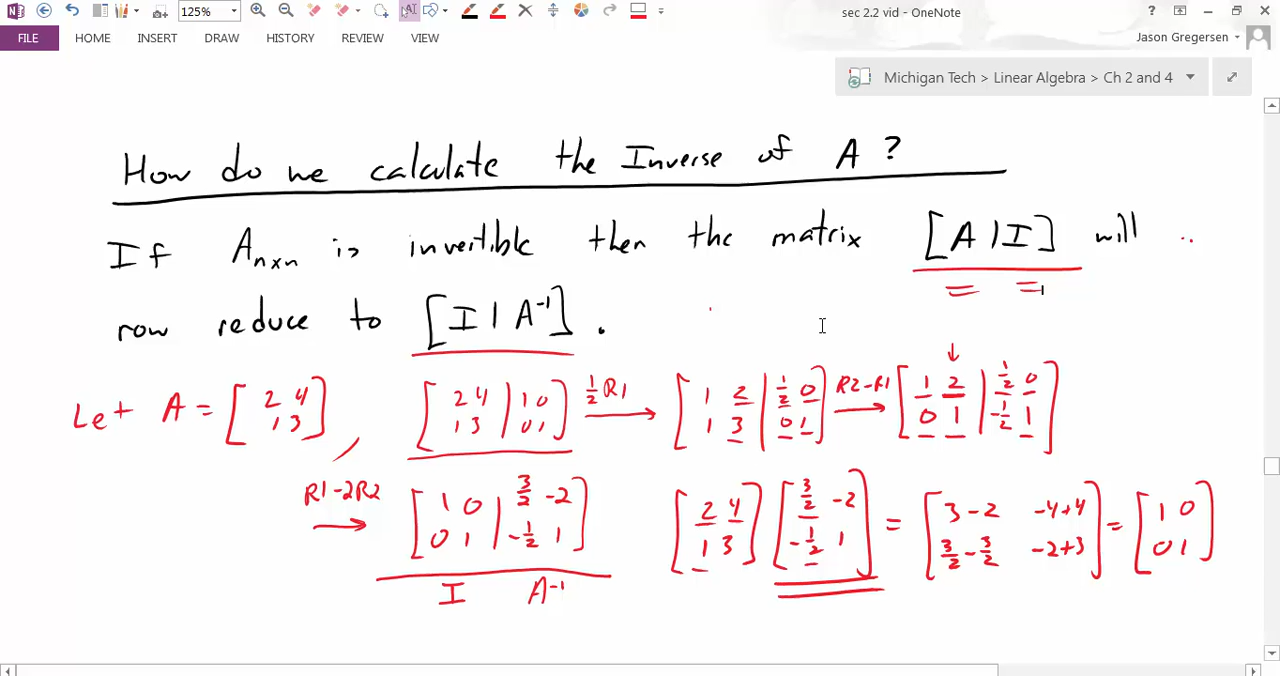 125%
sec 2.2 vid - OneNote
FILE HOME INSERT DRAW HISTORY REVIEW VIEW
Jason Gregersen
Michigan Tech > Linear Algebra > Ch 2 and 4
How do we calculate the Inverse of A ?
If Aₙₓₙ is invertible then the matrix [A | I] will
row reduce to [I | A⁻¹].
Let A = [2 4; 1 3], [2 4 | 1 0; 1 3 | 0 1] ½R1 → [1 2 | ½ 0; 1 3 | 0 1] R2-R1 → [1 2 | ½ 0; 0 1 | -½ 1]
R1-2R2 → [1 0 | 3/2 -2; 0 1 | -½ 1] [2 4; 1 3] [3/2 -2; -½ 1] = [3-2 -4+4; 3/2-3/2 -2+3] = [1 0; 0 1]
I A⁻¹